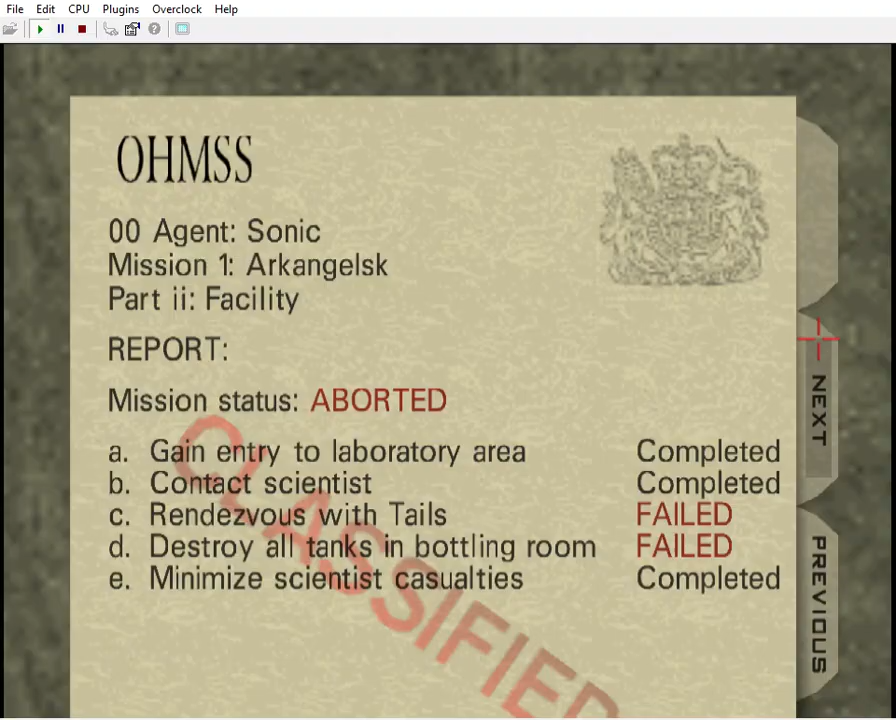 File Edit CPU Plugins Overclock Help
OHMSS
00 Agent: Sonic
Mission 1: Arkangelsk
Part ii: Facility
REPORT:
Mission status: ABORTED
a. Gain entry to laboratory area Completed
b. Contact scientist Completed
c. Rendezvous with Tails FAILED
d. Destroy all tanks in bottling room FAILED
e. Minimize scientist casualties Completed
CLASSIFIED
NEXT
PREVIOUS